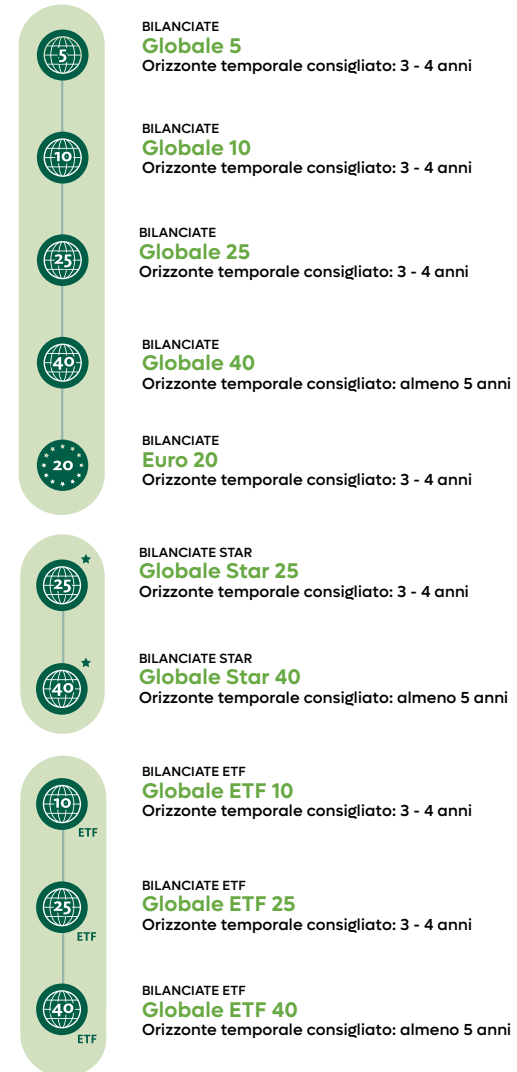 5
BILANCIATE
Globale 5
Orizzonte temporale consigliato: 3 - 4 anni
10
BILANCIATE
Globale 10
Orizzonte temporale consigliato: 3 - 4 anni
25
BILANCIATE
Globale 25
Orizzonte temporale consigliato: 3 - 4 anni
40
BILANCIATE
Globale 40
Orizzonte temporale consigliato: almeno 5 anni
20
BILANCIATE
Euro 20
Orizzonte temporale consigliato: 3 - 4 anni
25
BILANCIATE STAR
Globale Star 25
Orizzonte temporale consigliato: 3 - 4 anni
40
BILANCIATE STAR
Globale Star 40
Orizzonte temporale consigliato: almeno 5 anni
10
ETF
BILANCIATE ETF
Globale ETF 10
Orizzonte temporale consigliato: 3 - 4 anni
25
ETF
BILANCIATE ETF
Globale ETF 25
Orizzonte temporale consigliato: 3 - 4 anni
40
ETF
BILANCIATE ETF
Globale ETF 40
Orizzonte temporale consigliato: almeno 5 anni